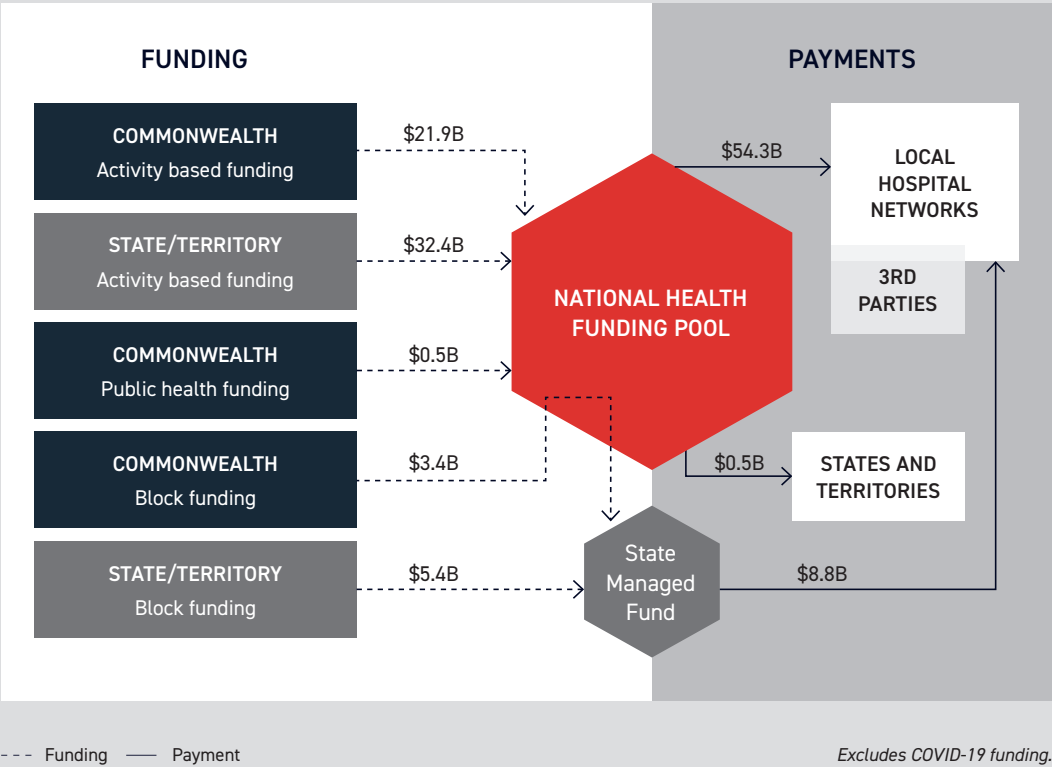 FUNDING
PAYMENTS
COMMONWEALTH
Activity based funding
$21.9B
STATE/TERRITORY
Activity based funding
$32.4B
COMMONWEALTH
Public health funding
$0.5B
COMMONWEALTH
Block funding
$3.4B
STATE/TERRITORY
Block funding
$5.4B
NATIONAL HEALTH
FUNDING POOL
State
Managed
Fund
$54.3B
LOCAL
HOSPITAL
NETWORKS
3RD
PARTIES
$0.5B
STATES AND
TERRITORIES
$8.8B
Funding
Payment
Excludes COVID-19 funding.